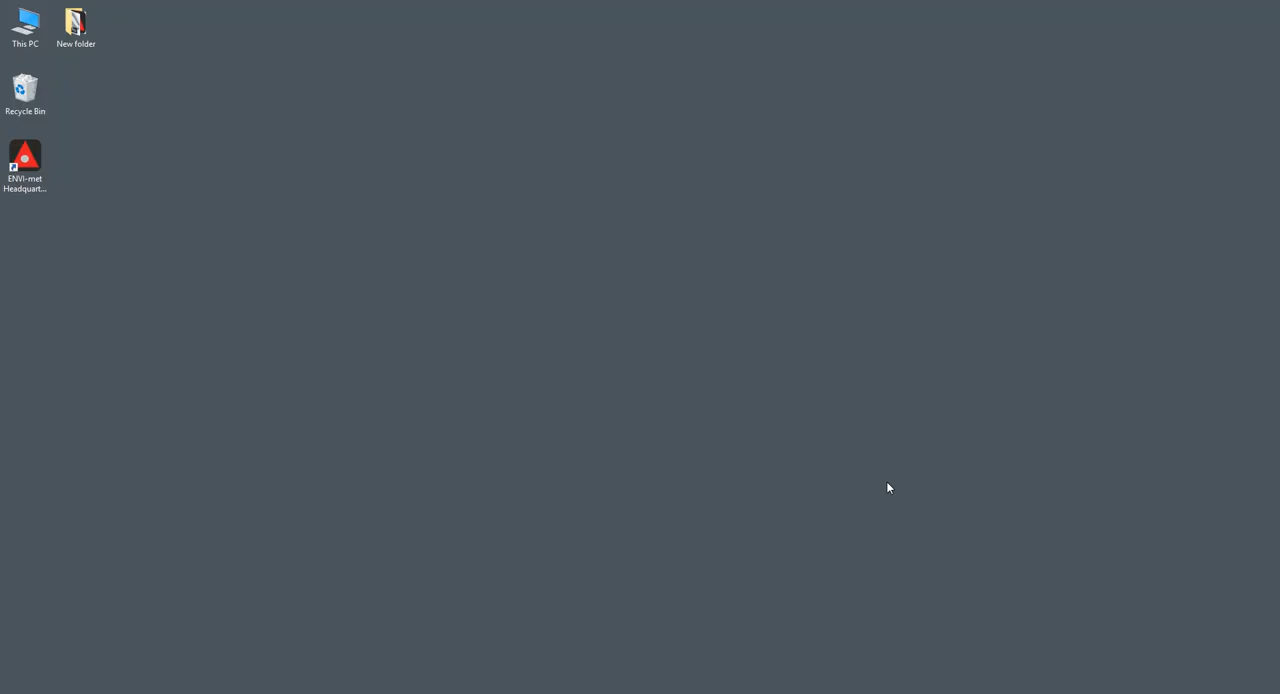 This PC
New folder
Recycle Bin
ENVI-met
Headquart...